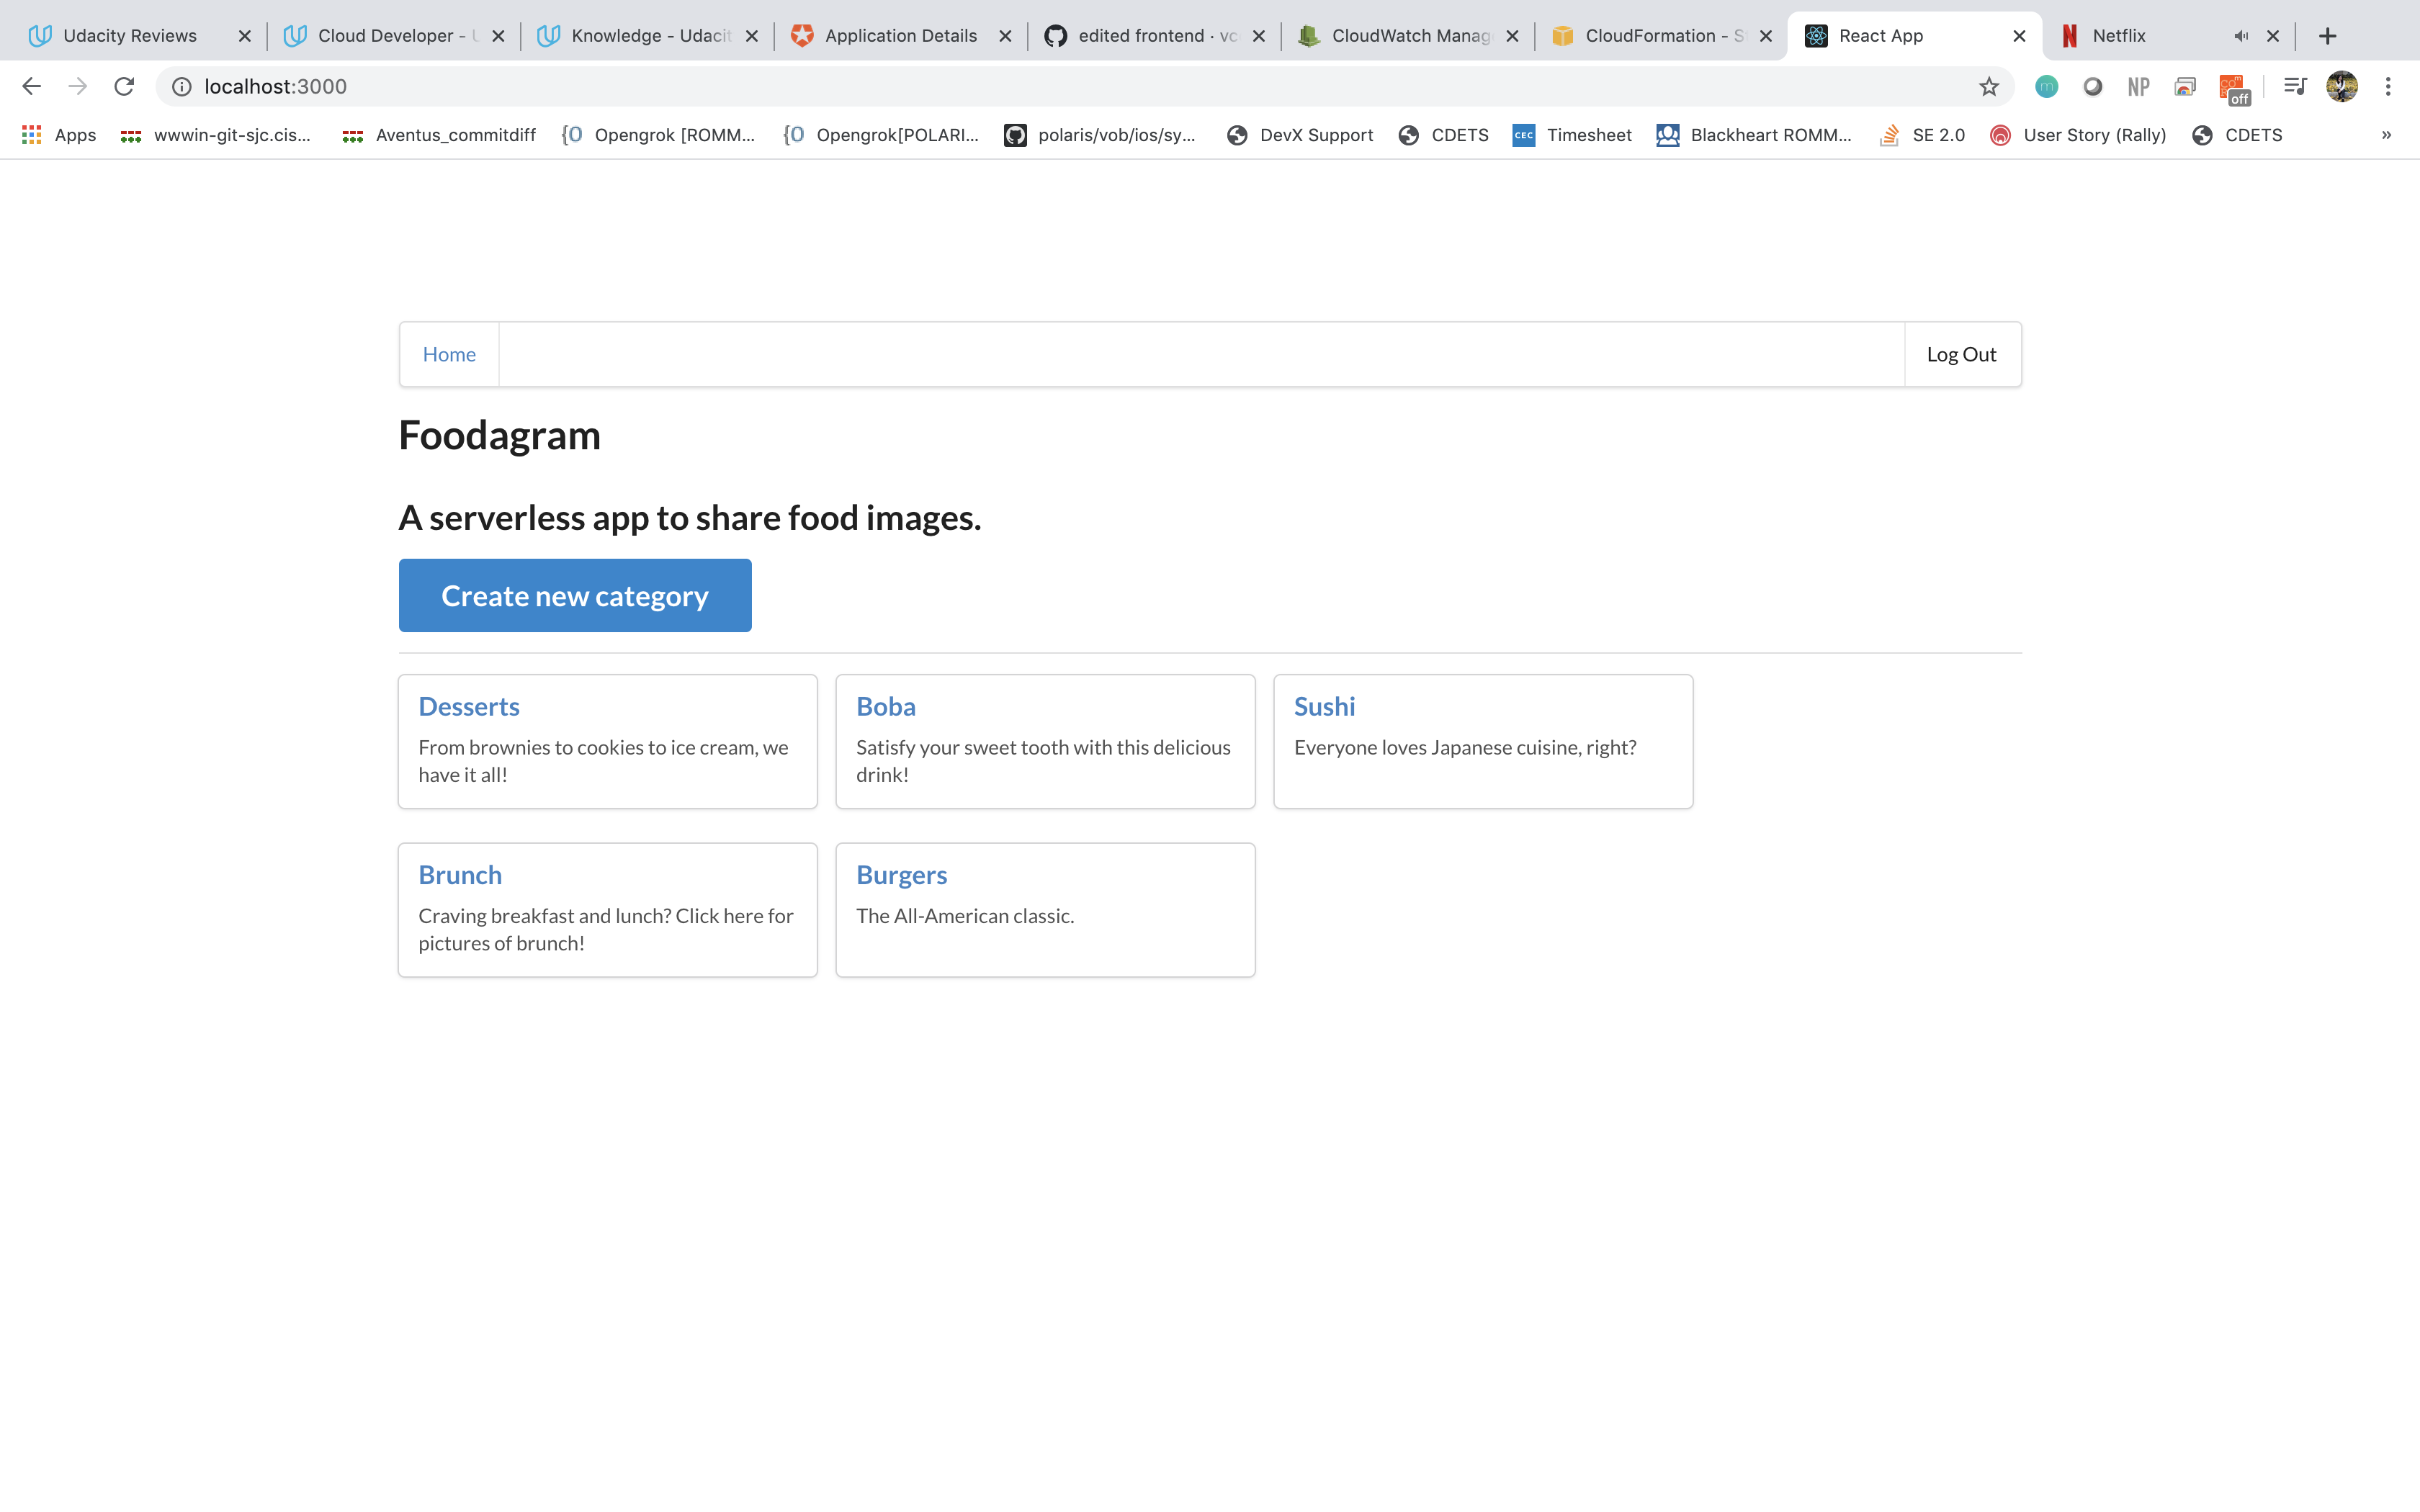 Udacity Reviews
Cloud Developer - U
Knowledge - Udacit
Application Details
edited frontend · vc
CloudWatch Manag
CloudFormation - S
React App
Netflix
localhost:3000
NP
off
Apps
wwwin-git-sjc.cis...
Aventus_commitdiff
Opengrok [ROMM...
Opengrok[POLARI...
polaris/vob/ios/sy...
DevX Support
CDETS
CEC
Timesheet
Blackheart ROMM...
SE 2.0
User Story (Rally)
CDETS
»
Home
Log Out
Foodagram
A serverless app to share food images.
Create new category
Desserts
From brownies to cookies to ice cream, we
have it all!
Boba
Satisfy your sweet tooth with this delicious
drink!
Sushi
Everyone loves Japanese cuisine, right?
Brunch
Craving breakfast and lunch? Click here for
pictures of brunch!
Burgers
The All-American classic.